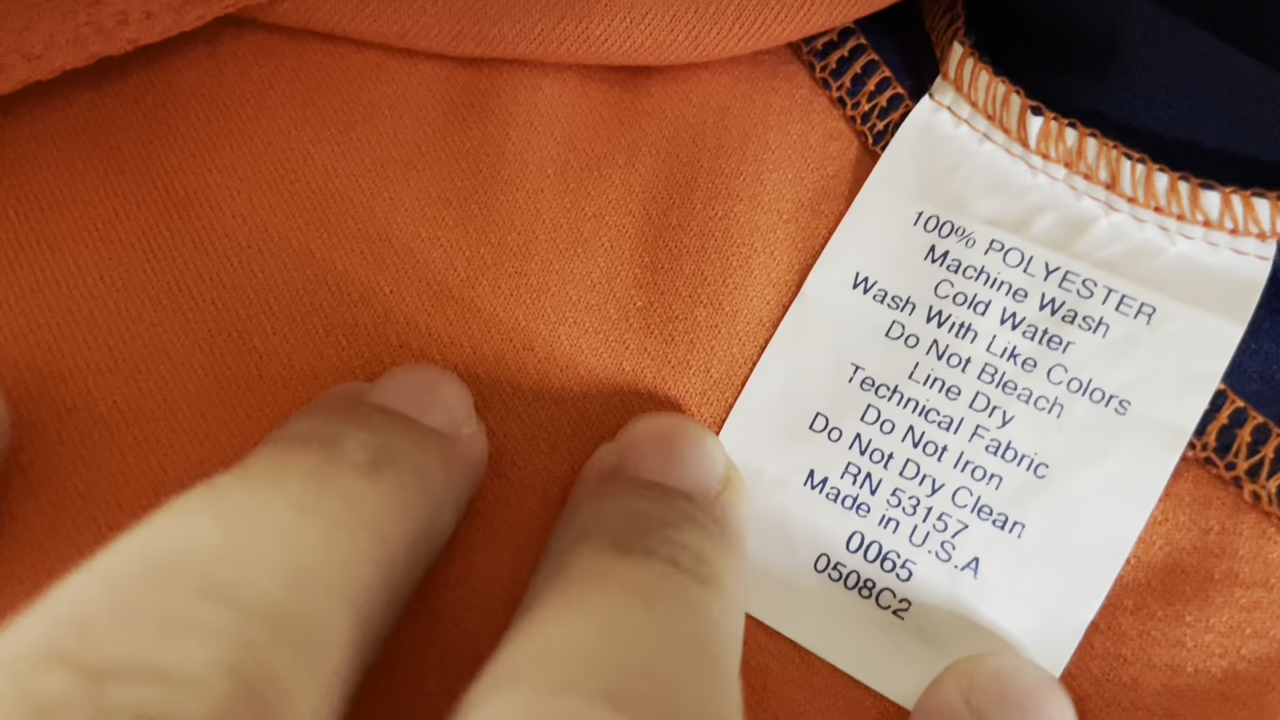 100% POLYESTER
Machine Wash
Cold Water
Wash With Like Colors
Do Not Bleach
Line Dry
Technical Fabric
Do Not Iron
Do Not Dry Clean
RN 53157
Made in U.S.A
0065
0508C2